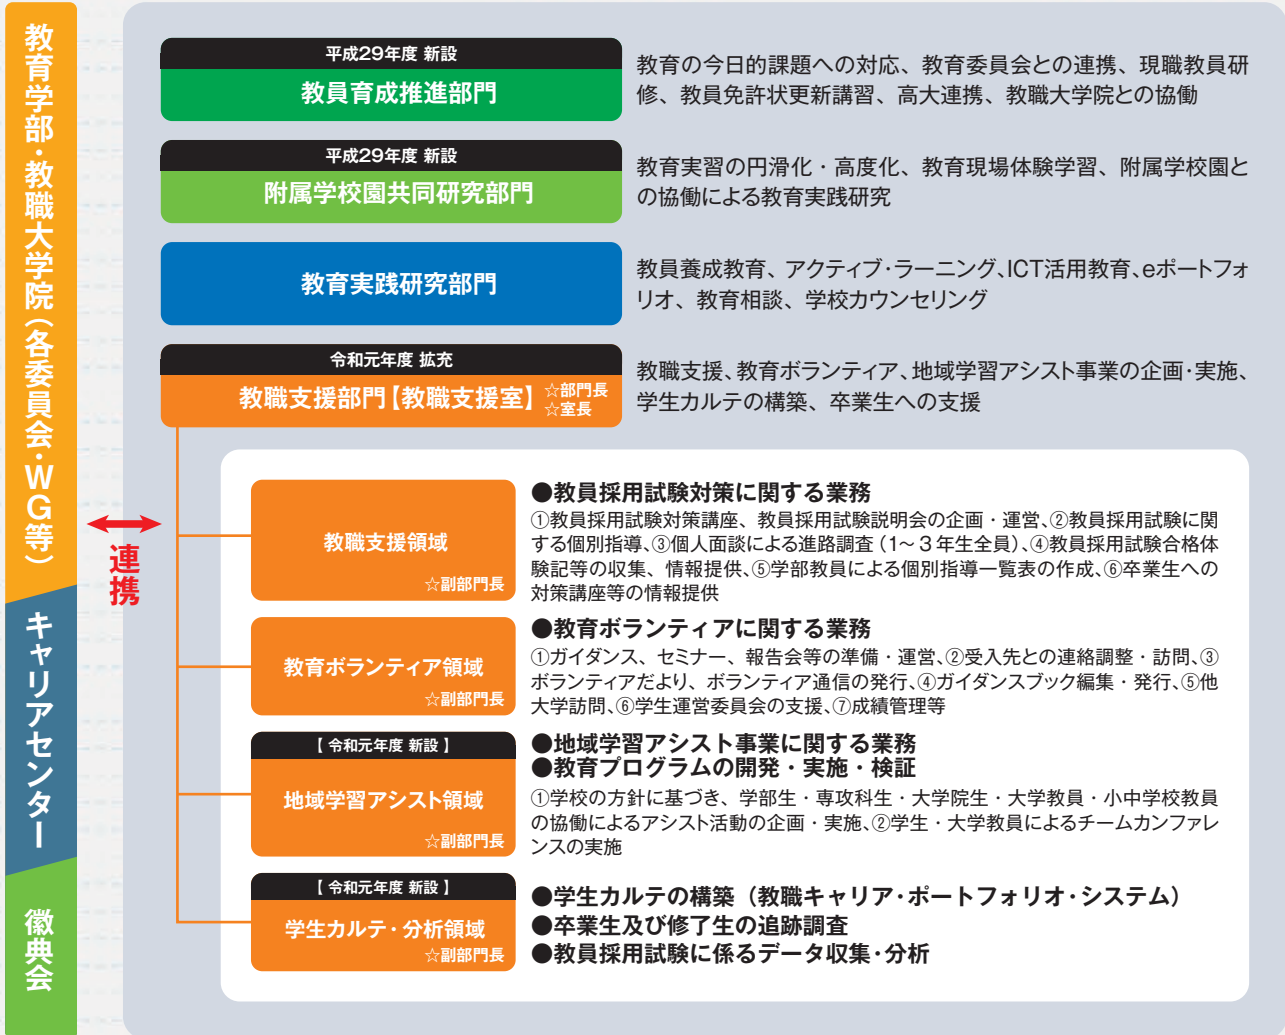 教育学部・教職大学院（各委員会・WG等）
キャリアセンター
徽典会
連携
平成29年度 新設
教員育成推進部門
教育の今日的課題への対応、教育委員会との連携、現職教員研
修、教員免許状更新講習、高大連携、教職大学院との協働
平成29年度 新設
附属学校園共同研究部門
教育実習の円滑化・高度化、教育現場体験学習、附属学校園と
の協働による教育実践研究
教育実践研究部門
教員養成教育、アクティブ・ラーニング、ICT活用教育、eポートフォ
リオ、教育相談、学校カウンセリング
令和元年度 拡充
教職支援部門【教職支援室】
☆部門長
☆室長
教職支援、教育ボランティア、地域学習アシスト事業の企画・実施、
学生カルテの構築、卒業生への支援
教職支援領域
☆副部門長
●教員採用試験対策に関する業務
①教員採用試験対策講座、教員採用試験説明会の企画・運営、②教員採用試験に関
する個別指導、③個人面談による進路調査（1～３年生全員）、④教員採用試験合格体
験記等の収集、情報提供、⑤学部教員による個別指導一覧表の作成、⑥卒業生への
対策講座等の情報提供
教育ボランティア領域
☆副部門長
●教育ボランティアに関する業務
①ガイダンス、セミナー、報告会等の準備・運営、②受入先との連絡調整・訪問、③
ボランティアだより、ボランティア通信の発行、④ガイダンスブック編集・発行、⑤他
大学訪問、⑥学生運営委員会の支援、⑦成績管理等
【 令和元年度 新設 】
地域学習アシスト領域
☆副部門長
●地域学習アシスト事業に関する業務
●教育プログラムの開発・実施・検証
①学校の方針に基づき、学部生・専攻科生・大学院生・大学教員・小中学校教員
の協働によるアシスト活動の企画・実施、②学生・大学教員によるチームカンファレ
ンスの実施
【 令和元年度 新設 】
学生カルテ・分析領域
☆副部門長
●学生カルテの構築（教職キャリア・ポートフォリオ・システム）
●卒業生及び修了生の追跡調査
●教員採用試験に係るデータ収集・分析